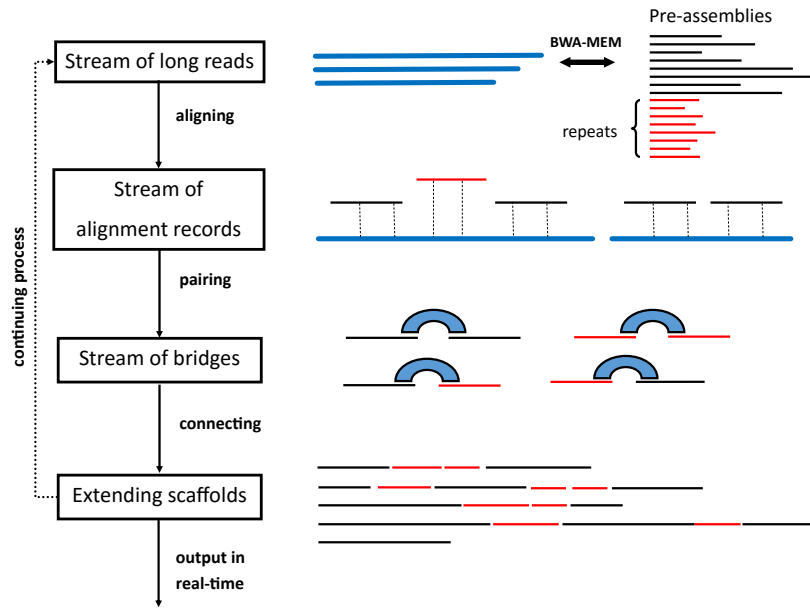 Pre-assemblies
Stream of long reads
BWA-MEM
aligning
repeats
Stream of
alignment records
pairing
continuing process
Stream of bridges
connecting
Extending scaffolds
output in
real-time